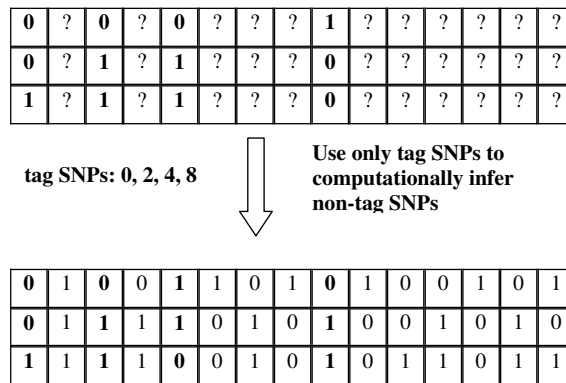 0 ? 0 ? 0 ? ? ? 1 ? ? ? ? ? ?
0 ? 1 ? 1 ? ? ? 0 ? ? ? ? ? ?
1 ? 1 ? 1 ? ? ? 0 ? ? ? ? ? ?
tag SNPs: 0, 2, 4, 8
Use only tag SNPs to
computationally infer
non-tag SNPs
0 1 0 0 1 1 0 1 0 1 0 0 1 0 1
0 1 1 1 1 0 1 0 1 0 0 1 0 1 0
1 1 1 1 0 0 1 0 1 0 1 1 0 1 1